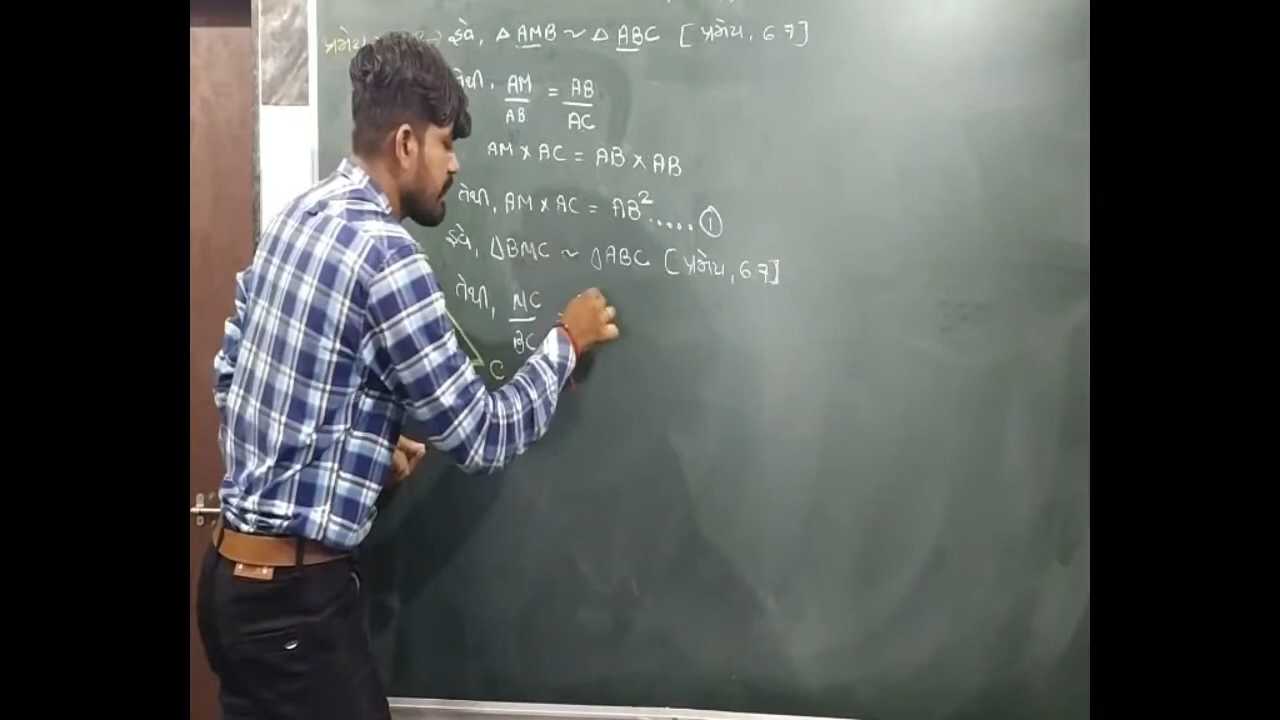 હવે, △ AMB ~ △ ABC [પ્રમેય, 6 7]
તેથી, AM/AB = AB/AC
AM × AC = AB × AB
તેથી, AM × AC = AB² ..... ①
હવે, △BMC ~ △ABC [પ્રમેય, 6 7]
તેથી, MC/BC
C